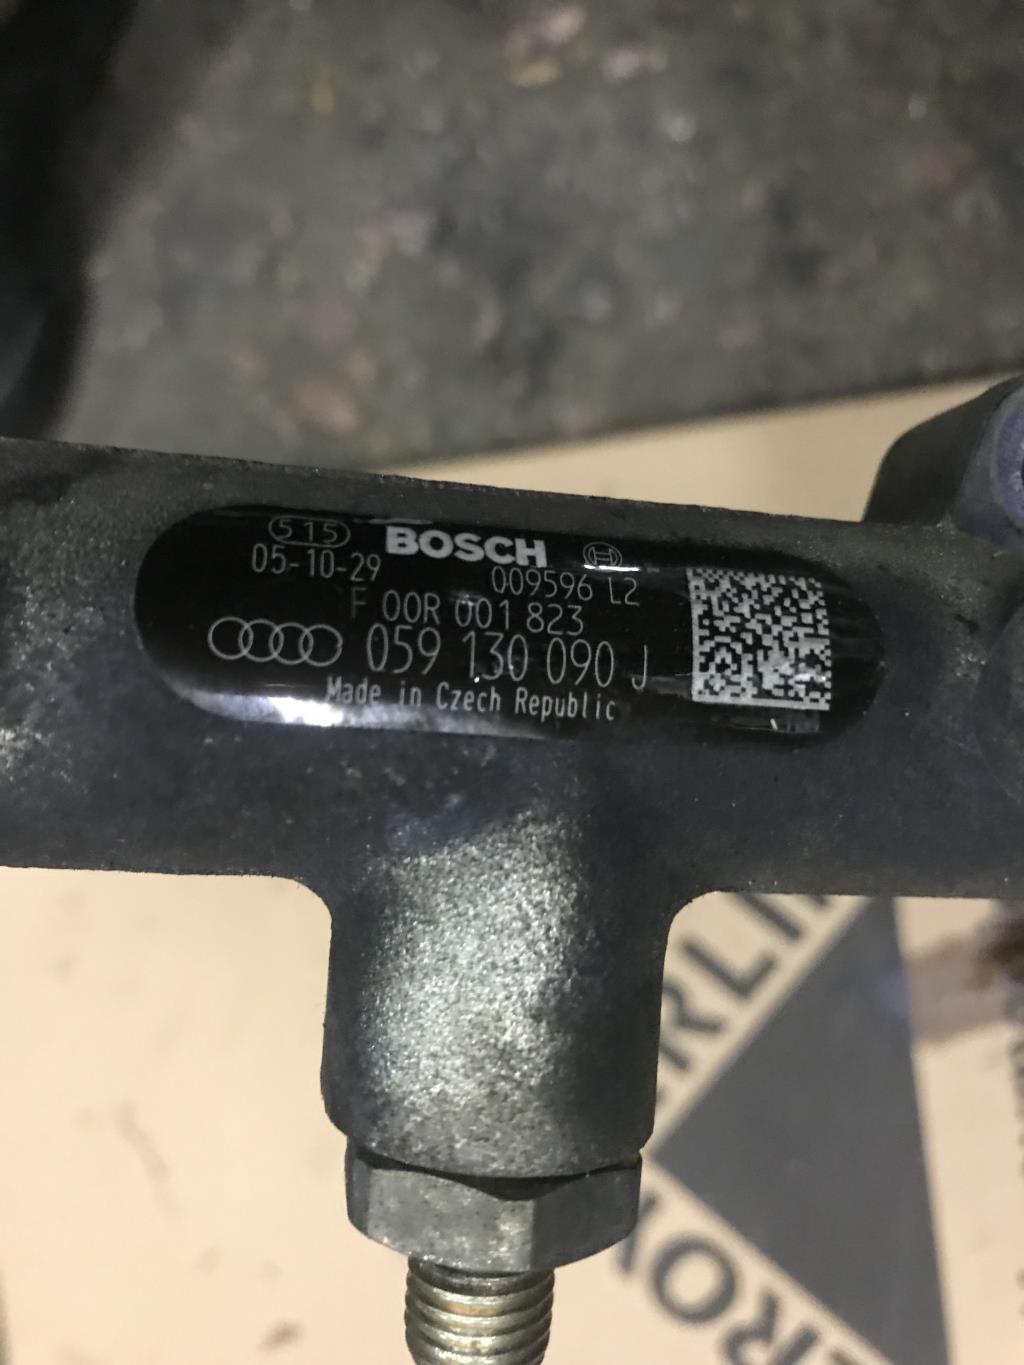 515 BOSCH
05-10-29 009596 L2
F 00R 001 823
059 130 090 J
Made in Czech Republic